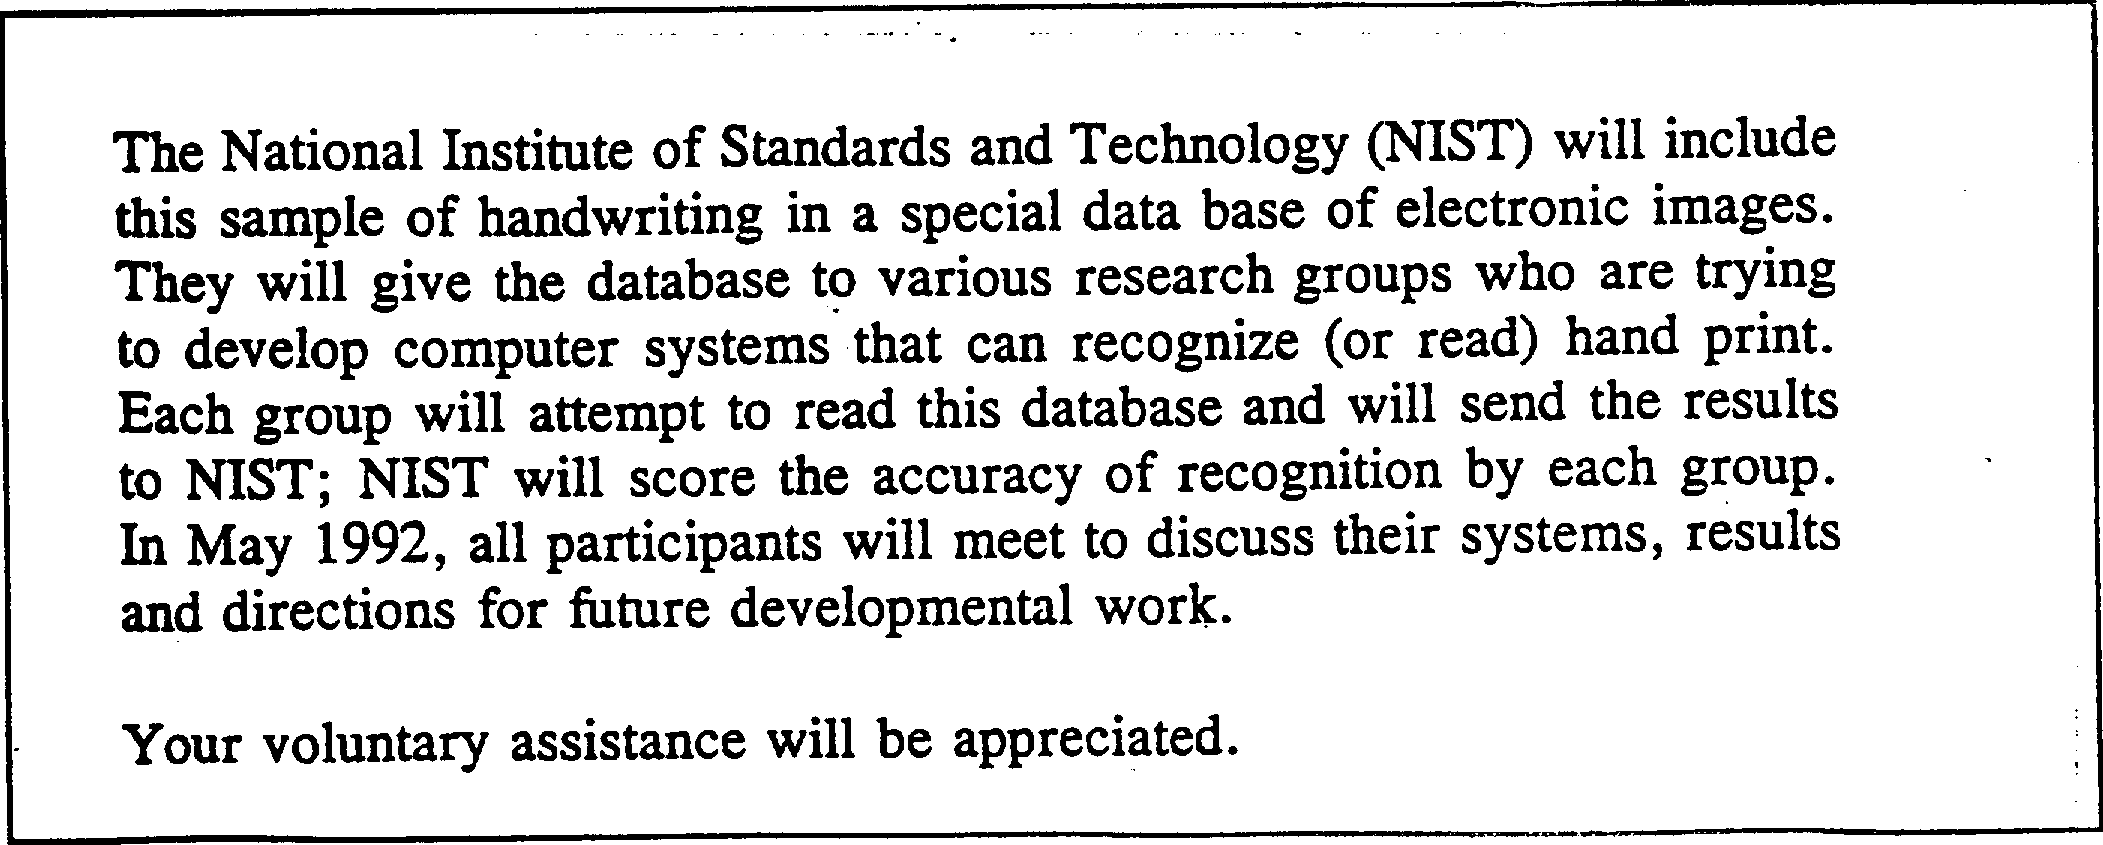 The National Institute of Standards and Technology (NIST) will include
this sample of handwriting in a special data base of electronic images.
They will give the database to various research groups who are trying
to develop computer systems that can recognize (or read) hand print.
Each group will attempt to read this database and will send the results
to NIST; NIST will score the accuracy of recognition by each group.
In May 1992, all participants will meet to discuss their systems, results
and directions for future developmental work.
Your voluntary assistance will be appreciated.